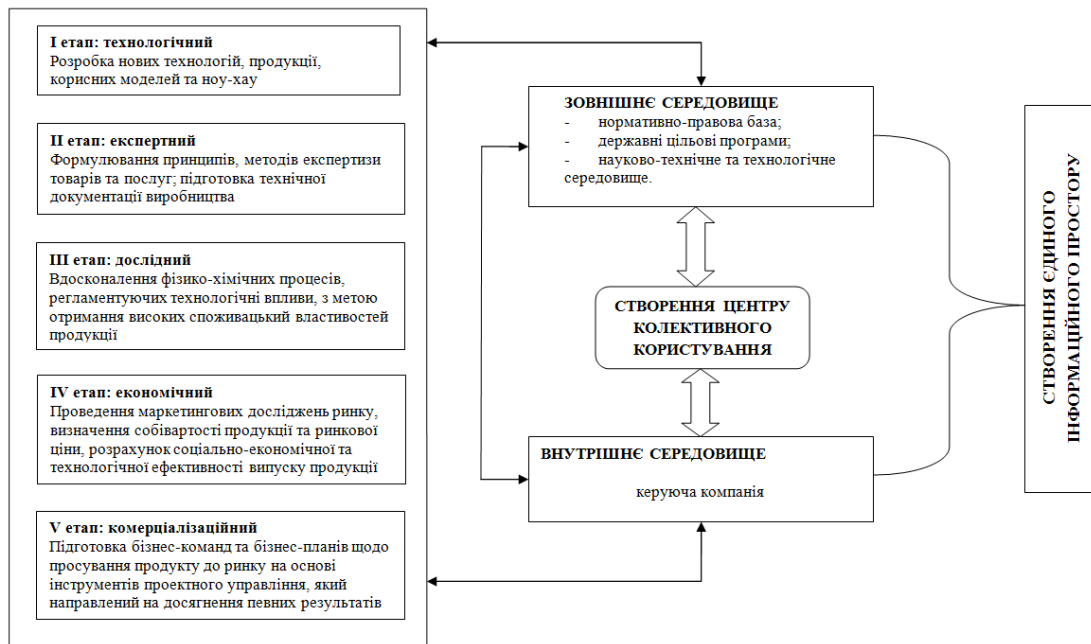 I етап: технологічний
Розробка нових технологій, продукції,
корисних моделей та ноу-хау
II етап: експертний
Формулювання принципів, методів експертизи
товарів та послуг; підготовка технічної
документації виробництва
III етап: дослідний
Вдосконалення фізико-хімічних процесів,
регламентуючих технологічні впливи, з метою
отримання високих споживацький властивостей
продукції
IV етап: економічний
Проведення маркетингових досліджень ринку,
визначення собівартості продукції та ринкової
ціни, розрахунок соціально-економічної та
технологічної ефективності випуску продукції
V етап: комерціалізаційний
Підготовка бізнес-команд та бізнес-планів щодо
просування продукту до ринку на основі
інструментів проектного управління, який
направлений на досягнення певних результатів
ЗОВНІШНЄ СЕРЕДОВИЩЕ
- нормативно-правова база;
- державні цільові програми;
- науково-технічне та технологічне
середовище.
СТВОРЕННЯ ЦЕНТРУ
КОЛЕКТИВНОГО
КОРИСТУВАННЯ
ВНУТРІШНЄ СЕРЕДОВИЩЕ
керуюча компанія
СТВОРЕННЯ ЄДИНОГО
ІНФОРМАЦІЙНОГО ПРОСТОРУ